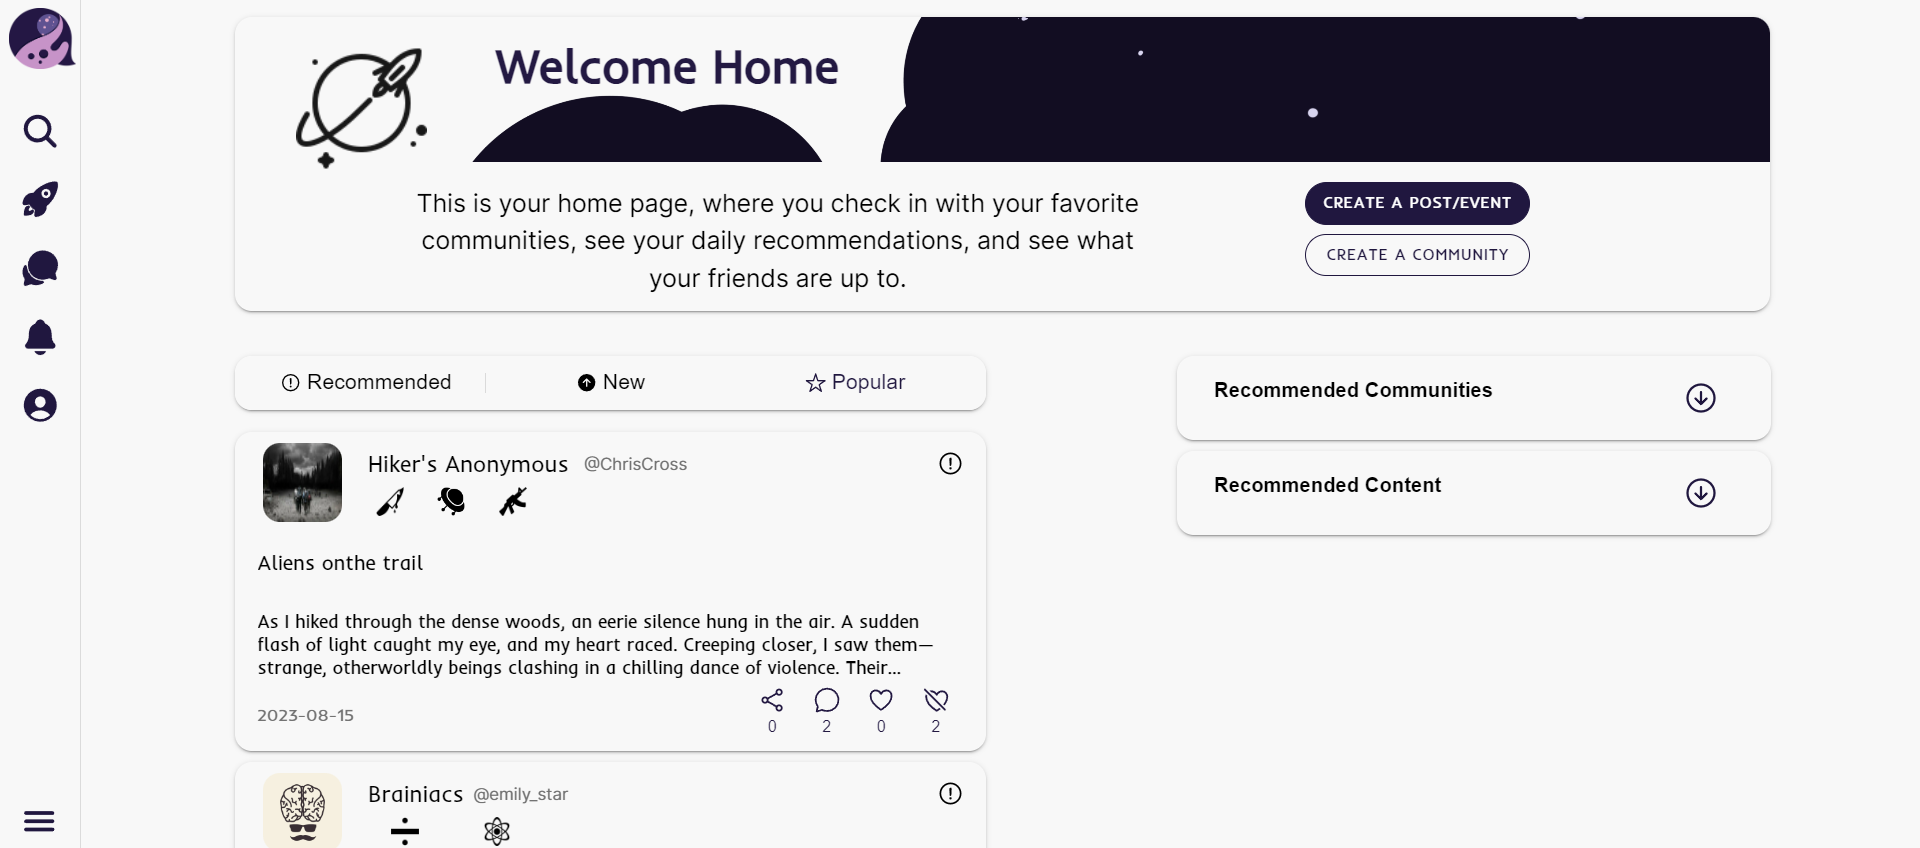 Welcome Home
This is your home page, where you check in with your favorite
communities, see your daily recommendations, and see what
your friends are up to.
CREATE A POST/EVENT
CREATE A COMMUNITY
Recommended
New
Popular
Recommended Communities
Recommended Content
Hiker's Anonymous @ChrisCross
Aliens onthe trail
As I hiked through the dense woods, an eerie silence hung in the air. A sudden
flash of light caught my eye, and my heart raced. Creeping closer, I saw them—
strange, otherworldly beings clashing in a chilling dance of violence. Their...
2023-08-15
0 2 0 2
Brainiacs @emily_star